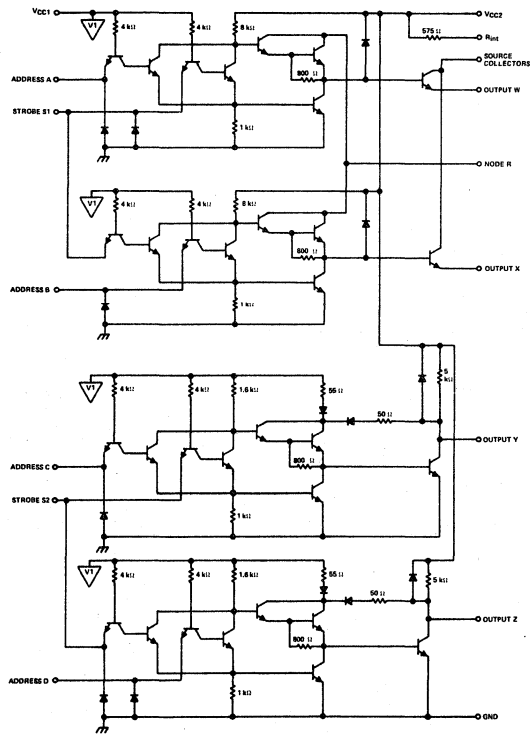 VCC1
V1
4 kΩ
4 kΩ
8 kΩ
VCC2
575 Ω
Rint
SOURCE
COLLECTORS
ADDRESS A
800 Ω
OUTPUT W
STROBE S1
1 kΩ
NODE R
V1
4 kΩ
4 kΩ
8 kΩ
800 Ω
OUTPUT X
ADDRESS B
1 kΩ
V1
4 kΩ
4 kΩ
1.6 kΩ
55 Ω
5
kΩ
50 Ω
OUTPUT Y
ADDRESS C
800 Ω
STROBE S2
1 kΩ
V1
4 kΩ
4 kΩ
1.6 kΩ
55 Ω
5 kΩ
50 Ω
OUTPUT Z
800 Ω
ADDRESS D
1 kΩ
GND